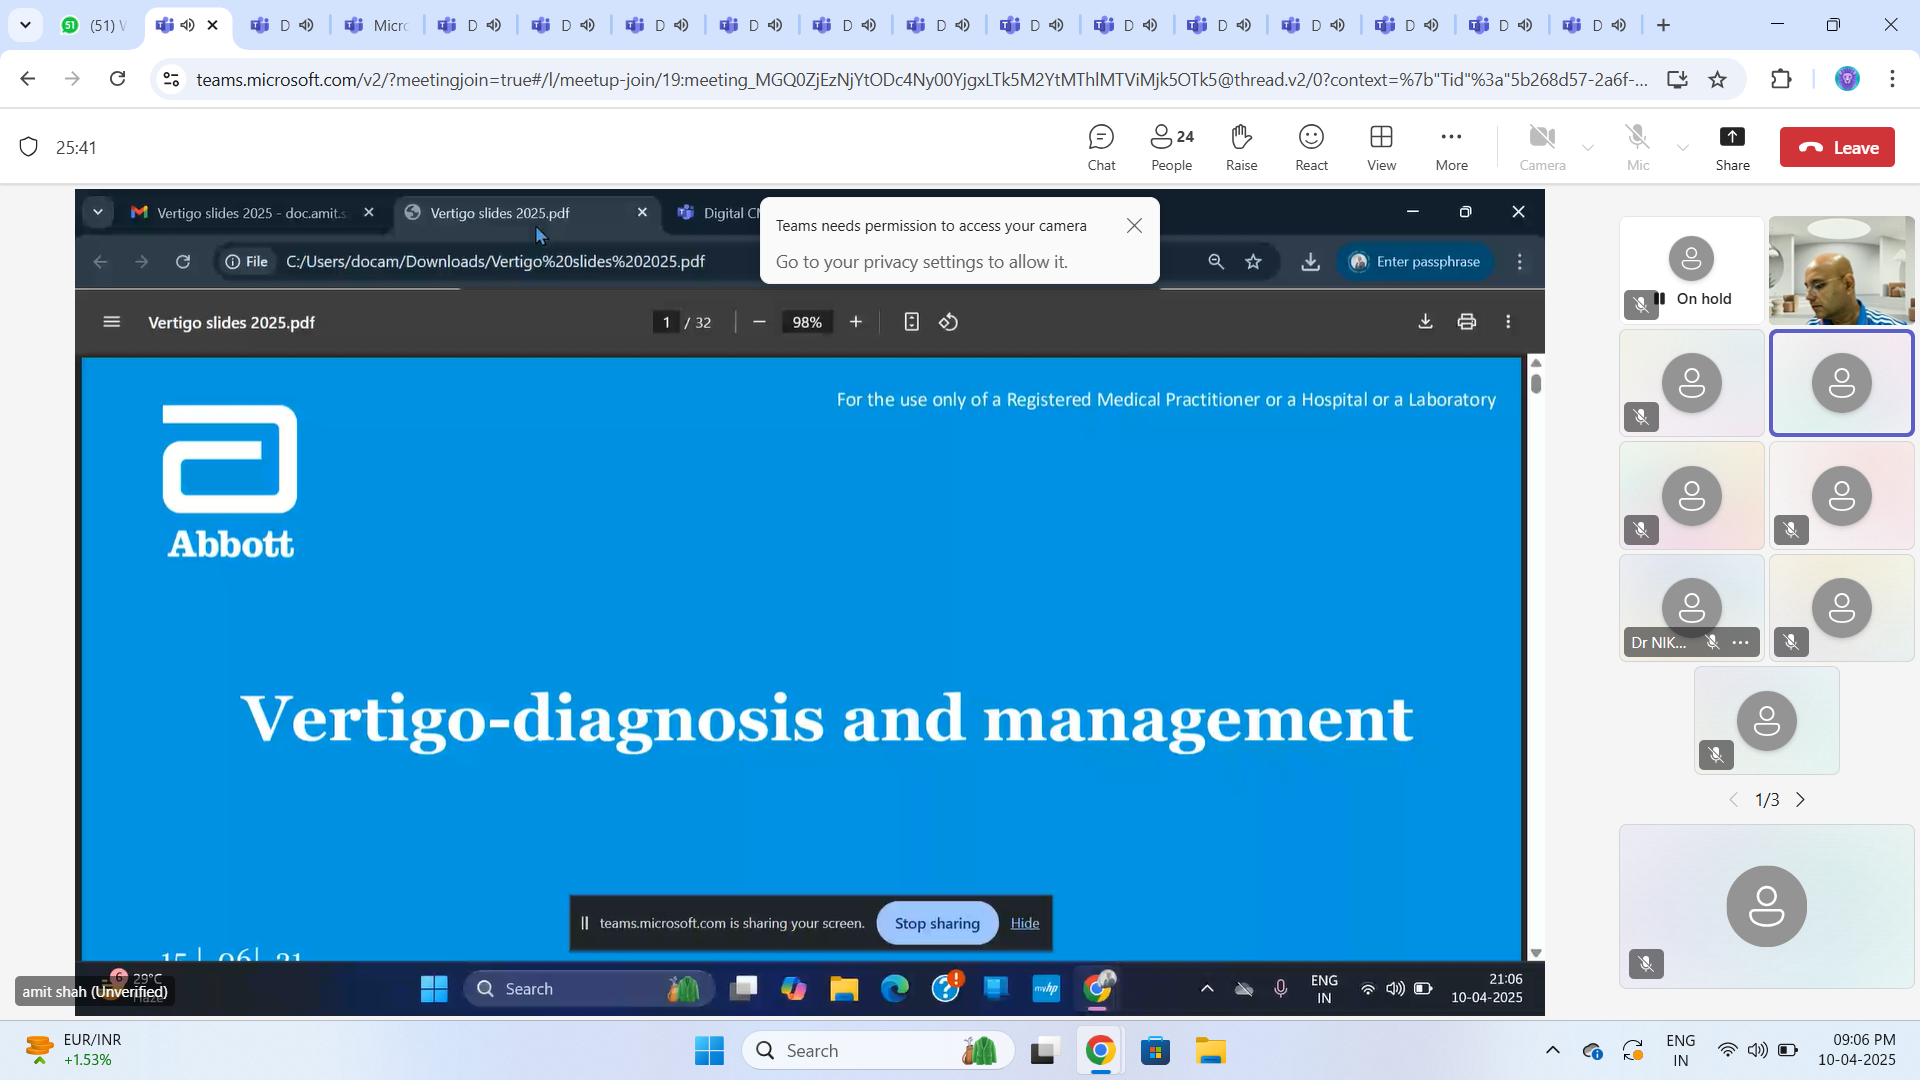 (51) W
D
Micr
D
D
D
D
D
D
D
D
D
D
D
D
D
teams.microsoft.com/v2/?meetingjoin=true#/l/meetup-join/19:meeting_MGQ0ZjEzNjYtODc4Ny00YjgxLTk5M2YtMThlMTViMjk5OTk5@thread.v2/0?context=%7b"Tid"%3a"5b268d57-2a6f-...
25:41
Chat
24
People
Raise
React
View
More
Camera
Mic
Share
Leave
Vertigo slides 2025 - doc.amit.s
Vertigo slides 2025.pdf
Digital CM
Teams needs permission to access your camera
Go to your privacy settings to allow it.
File
C:/Users/docam/Downloads/Vertigo%20slides%202025.pdf
Enter passphrase
Vertigo slides 2025.pdf
1 / 32
98%
For the use only of a Registered Medical Practitioner or a Hospital or a Laboratory
Abbott
Vertigo-diagnosis and management
teams.microsoft.com is sharing your screen.
Stop sharing
Hide
15 | 06 | 21
6
29°C
Haze
amit shah (Unverified)
Search
myhp
ENG
IN
21:06
10-04-2025
On hold
Dr NIK...
1/3
EUR/INR
+1.53%
Search
ENG
IN
09:06 PM
10-04-2025